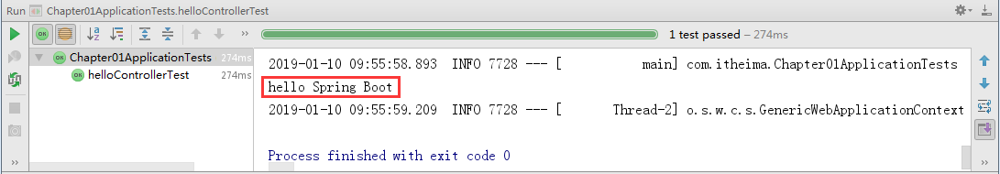 Run Chapter01ApplicationTests.helloControllerTest
1 test passed – 274ms
Chapter01ApplicationTests 274ms
helloControllerTest 274ms
2019-01-10 09:55:58.893  INFO 7728 --- [           main] com.itheima.Chapter01ApplicationTests
hello Spring Boot
2019-01-10 09:55:59.209  INFO 7728 --- [       Thread-2] o.s.w.c.s.GenericWebApplicationContext
Process finished with exit code 0